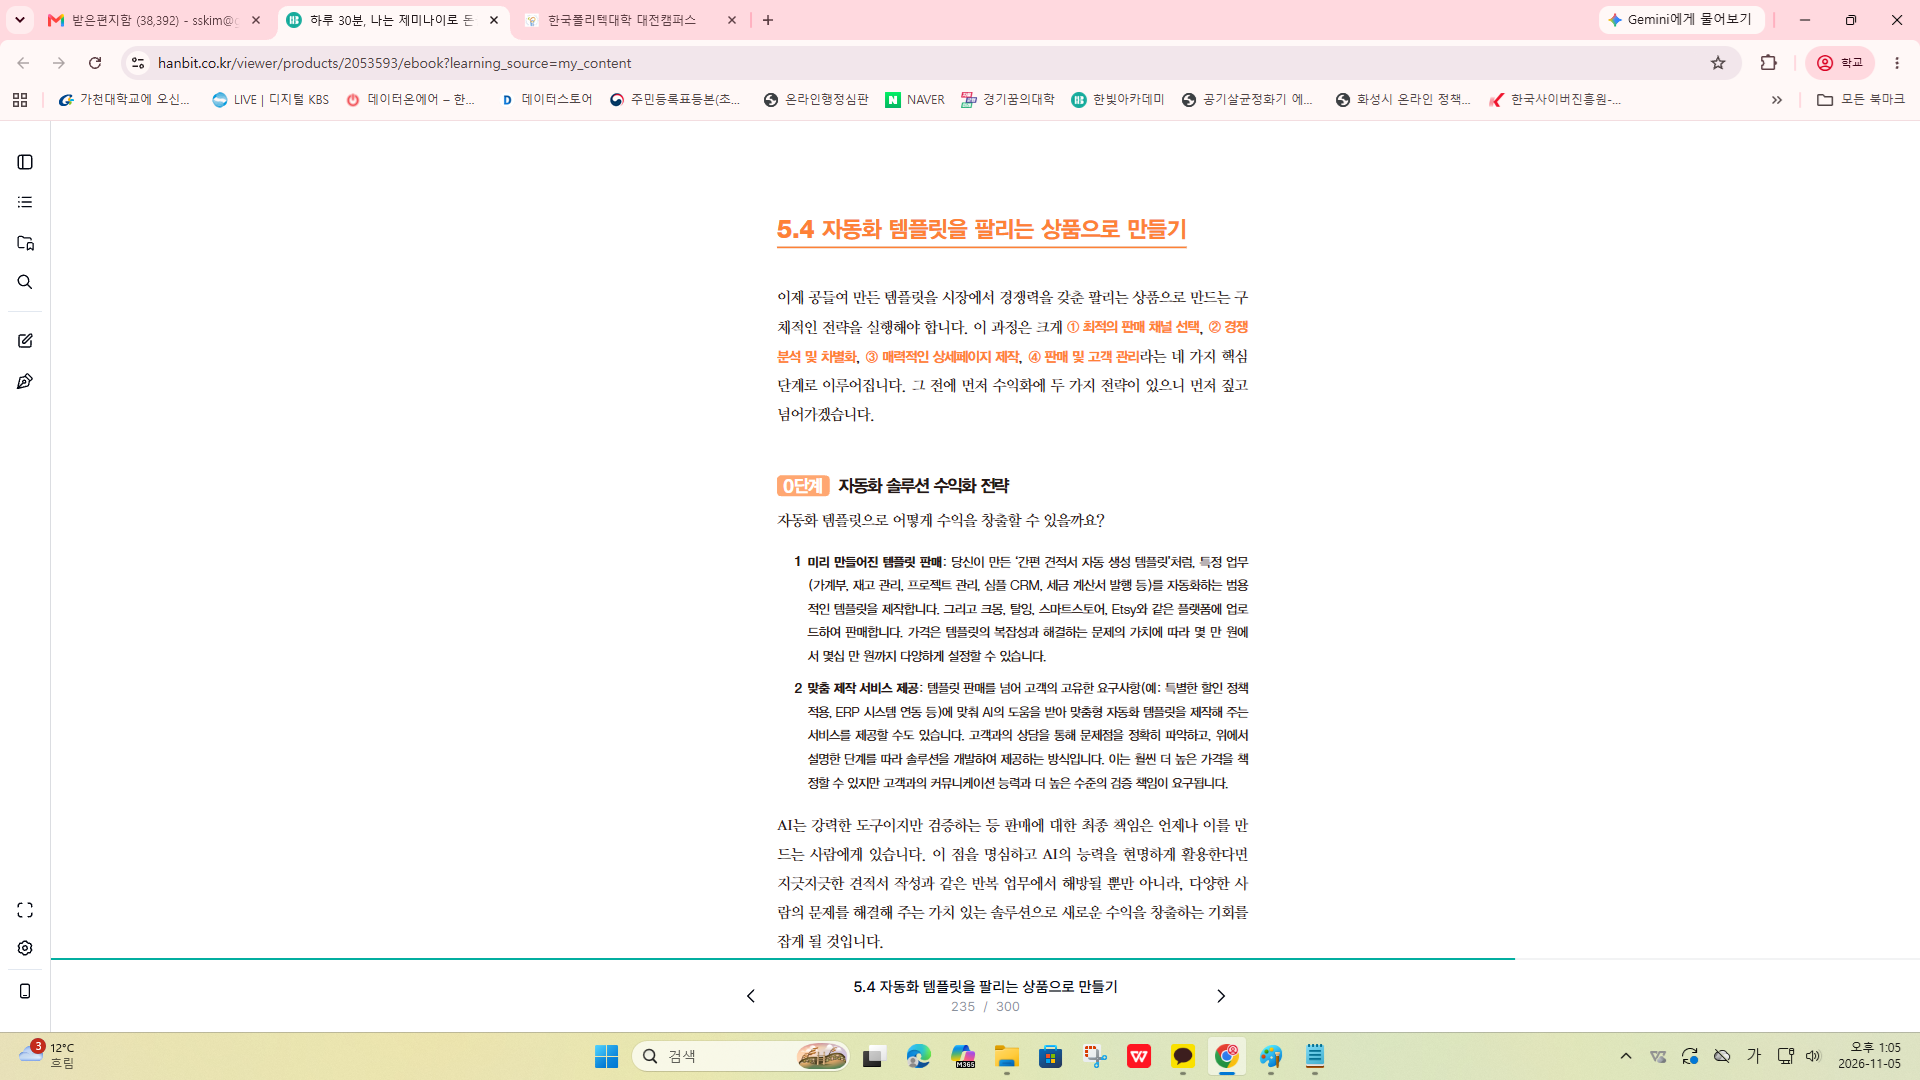 받은편지함 (38,392) - sskim@
하루 30분, 나는 제미나이로 돈
한국폴리텍대학 대전캠퍼스
Gemini에게 물어보기
hanbit.co.kr/viewer/products/2053593/ebook?learning_source=my_content
학교
가천대학교에 오신...
LIVE | 디지털 KBS
데이터온에어 – 한...
데이터스토어
주민등록표등본(초...
온라인행정심판
NAVER
경기꿈의대학
한빛아카데미
공기살균정화기 에...
화성시 온라인 정책...
한국사이버진흥원-...
모든 북마크
5.4 자동화 템플릿을 팔리는 상품으로 만들기
이제 공들여 만든 템플릿을 시장에서 경쟁력을 갖춘 팔리는 상품으로 만드는 구
체적인 전략을 실행해야 합니다. 이 과정은 크게 ① 최적의 판매 채널 선택, ② 경쟁
분석 및 차별화, ③ 매력적인 상세페이지 제작, ④ 판매 및 고객 관리라는 네 가지 핵심
단계로 이루어집니다. 그 전에 먼저 수익화에 두 가지 전략이 있으니 먼저 짚고
넘어가겠습니다.
0단계 자동화 솔루션 수익화 전략
자동화 템플릿으로 어떻게 수익을 창출할 수 있을까요?
1 미리 만들어진 템플릿 판매: 당신이 만든 ‘간편 견적서 자동 생성 템플릿’처럼, 특정 업무
(가계부, 재고 관리, 프로젝트 관리, 심플 CRM, 세금 계산서 발행 등)를 자동화하는 범용
적인 템플릿을 제작합니다. 그리고 크몽, 탈잉, 스마트스토어, Etsy와 같은 플랫폼에 업로
드하여 판매합니다. 가격은 템플릿의 복잡성과 해결하는 문제의 가치에 따라 몇 만 원에
서 몇십 만 원까지 다양하게 설정할 수 있습니다.
2 맞춤 제작 서비스 제공: 템플릿 판매를 넘어 고객의 고유한 요구사항(예: 특별한 할인 정책
적용, ERP 시스템 연동 등)에 맞춰 AI의 도움을 받아 맞춤형 자동화 템플릿을 제작해 주는
서비스를 제공할 수도 있습니다. 고객과의 상담을 통해 문제점을 정확히 파악하고, 위에서
설명한 단계를 따라 솔루션을 개발하여 제공하는 방식입니다. 이는 훨씬 더 높은 가격을 책
정할 수 있지만 고객과의 커뮤니케이션 능력과 더 높은 수준의 검증 책임이 요구됩니다.
AI는 강력한 도구이지만 검증하는 등 판매에 대한 최종 책임은 언제나 이를 만
드는 사람에게 있습니다. 이 점을 명심하고 AI의 능력을 현명하게 활용한다면
지긋지긋한 견적서 작성과 같은 반복 업무에서 해방될 뿐만 아니라, 다양한 사
람의 문제를 해결해 주는 가치 있는 솔루션으로 새로운 수익을 창출하는 기회를
잡게 될 것입니다.
5.4 자동화 템플릿을 팔리는 상품으로 만들기
235 / 300
3
12°C
흐림
검색
M365
가
오후 1:05
2026-11-05